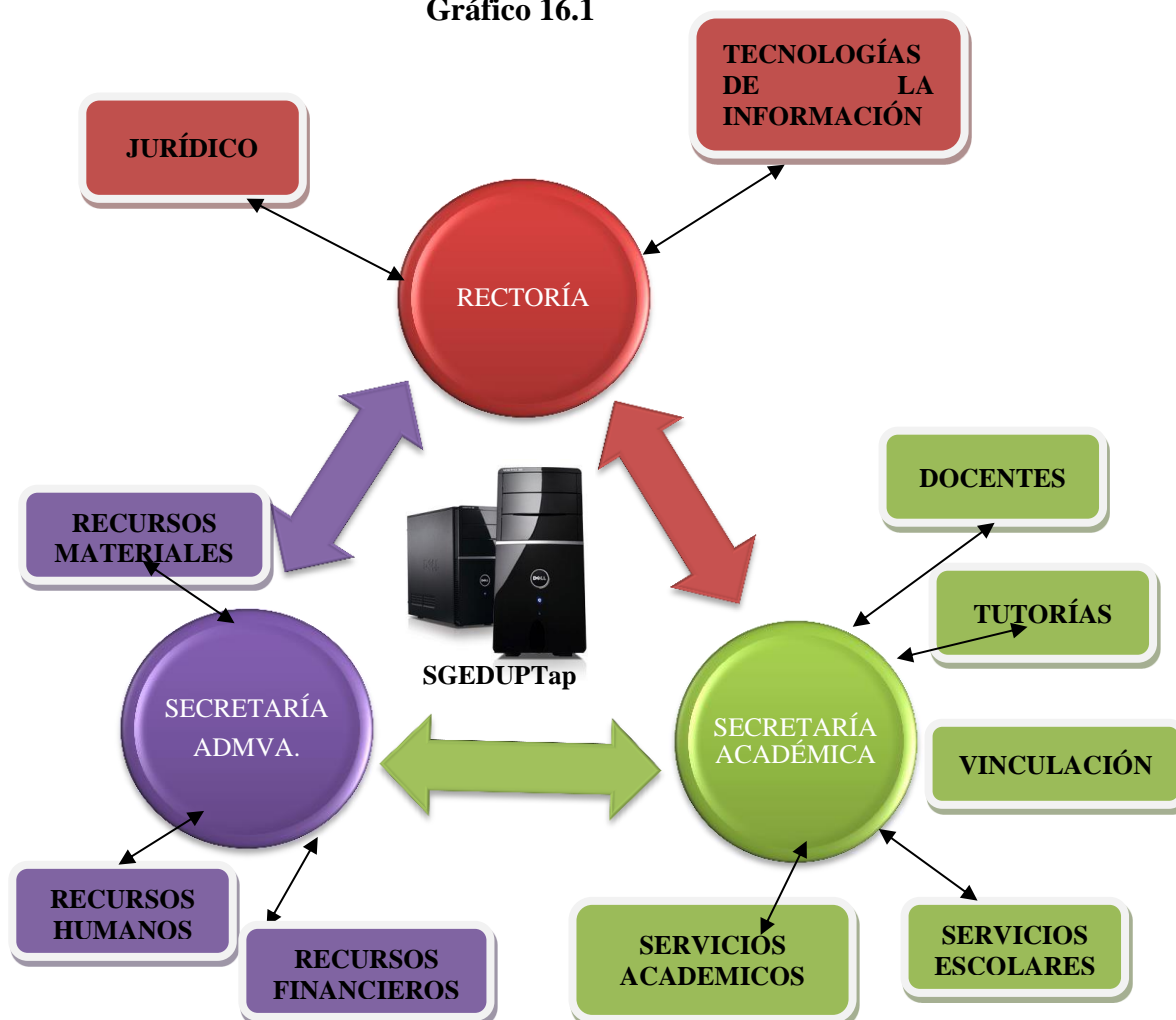 Gráfico 16.1
TECNOLOGÍAS
DE LA
INFORMACIÓN
JURÍDICO
RECTORÍA
DOCENTES
RECURSOS
MATERIALES
TUTORÍAS
DELL
SGEDUPTap
SECRETARÍA
ADMVA.
SECRETARÍA
ACADÉMICA
VINCULACIÓN
RECURSOS
HUMANOS
RECURSOS
FINANCIEROS
SERVICIOS
ACADEMICOS
SERVICIOS
ESCOLARES